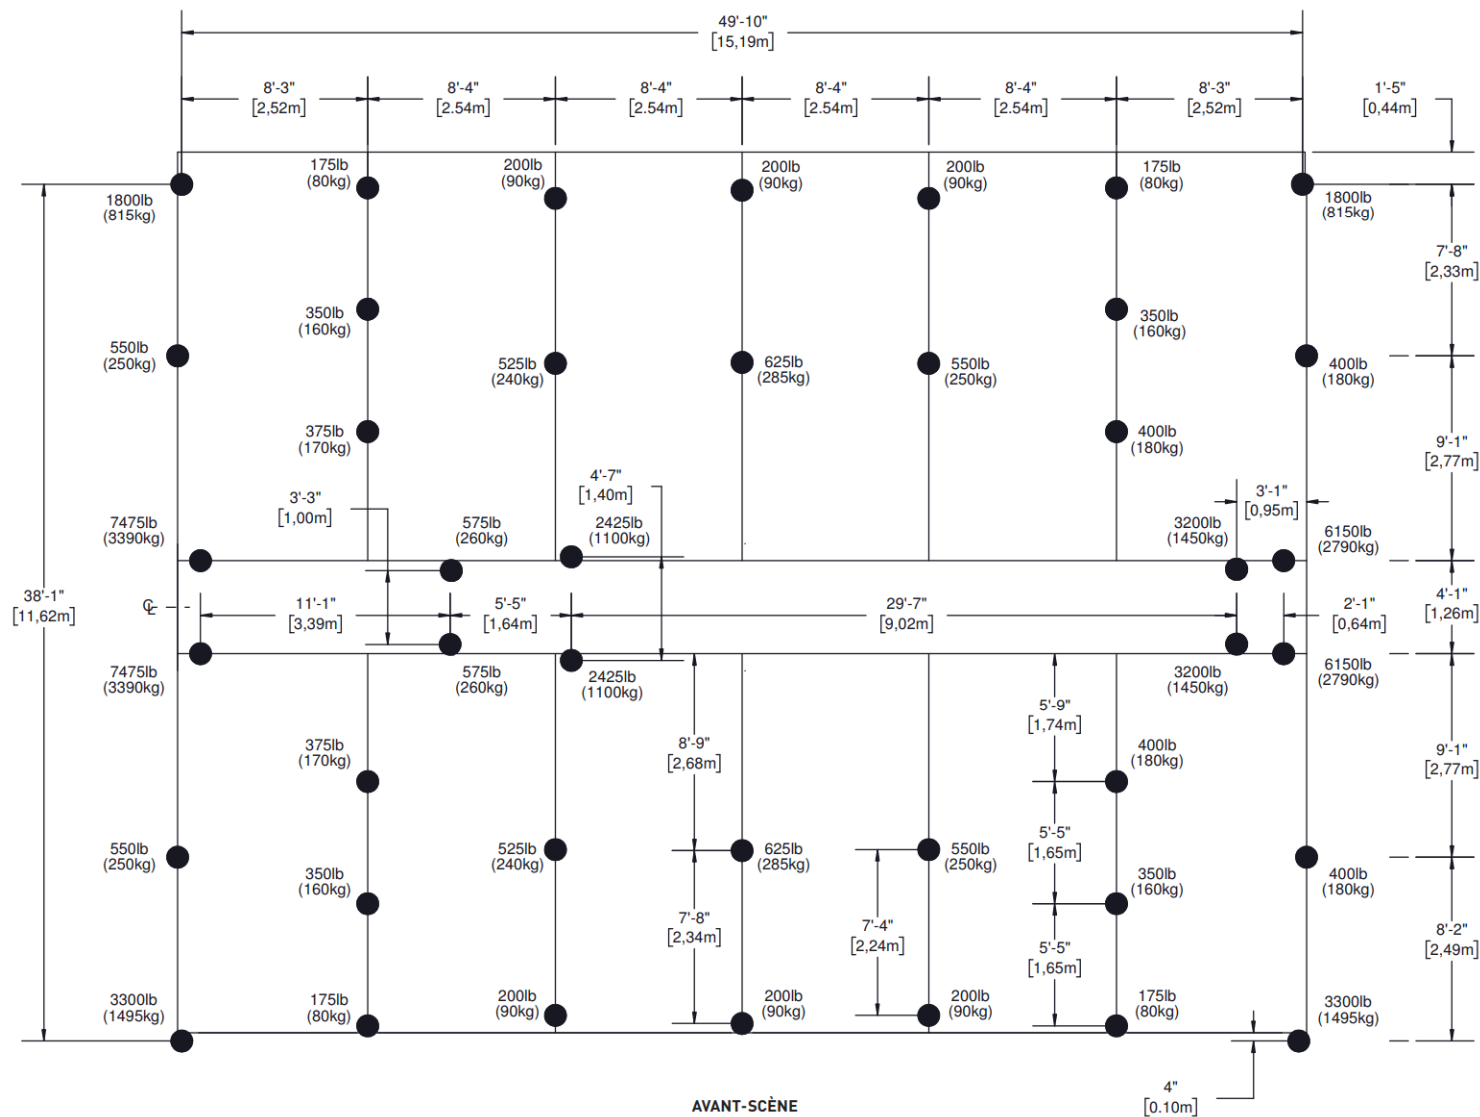 49'-10"
[15,19m]
8'-3"
[2,52m]
8'-4"
[2.54m]
8'-4"
[2.54m]
8'-4"
[2.54m]
8'-4"
[2.54m]
8'-3"
[2,52m]
1'-5"
[0,44m]
175lb
(80kg)
200lb
(90kg)
200lb
(90kg)
200lb
(90kg)
175lb
(80kg)
1800lb
(815kg)
1800lb
(815kg)
7'-8"
[2,33m]
350lb
(160kg)
350lb
(160kg)
550lb
(250kg)
525lb
(240kg)
625lb
(285kg)
550lb
(250kg)
400lb
(180kg)
375lb
(170kg)
400lb
(180kg)
9'-1"
[2,77m]
4'-7"
[1,40m]
3'-3"
[1,00m]
3'-1"
[0,95m]
7475lb
(3390kg)
575lb
(260kg)
2425lb
(1100kg)
3200lb
(1450kg)
6150lb
(2790kg)
38'-1"
[11,62m]
℄
11'-1"
[3,39m]
5'-5"
[1,64m]
29'-7"
[9,02m]
2'-1"
[0,64m]
4'-1"
[1,26m]
7475lb
(3390kg)
575lb
(260kg)
2425lb
(1100kg)
3200lb
(1450kg)
6150lb
(2790kg)
5'-9"
[1,74m]
375lb
(170kg)
8'-9"
[2,68m]
400lb
(180kg)
9'-1"
[2,77m]
550lb
(250kg)
525lb
(240kg)
625lb
(285kg)
550lb
(250kg)
5'-5"
[1,65m]
400lb
(180kg)
350lb
(160kg)
350lb
(160kg)
7'-8"
[2,34m]
7'-4"
[2,24m]
5'-5"
[1,65m]
8'-2"
[2,49m]
3300lb
(1495kg)
175lb
(80kg)
200lb
(90kg)
200lb
(90kg)
200lb
(90kg)
175lb
(80kg)
3300lb
(1495kg)
4"
[0.10m]
AVANT-SCÈNE